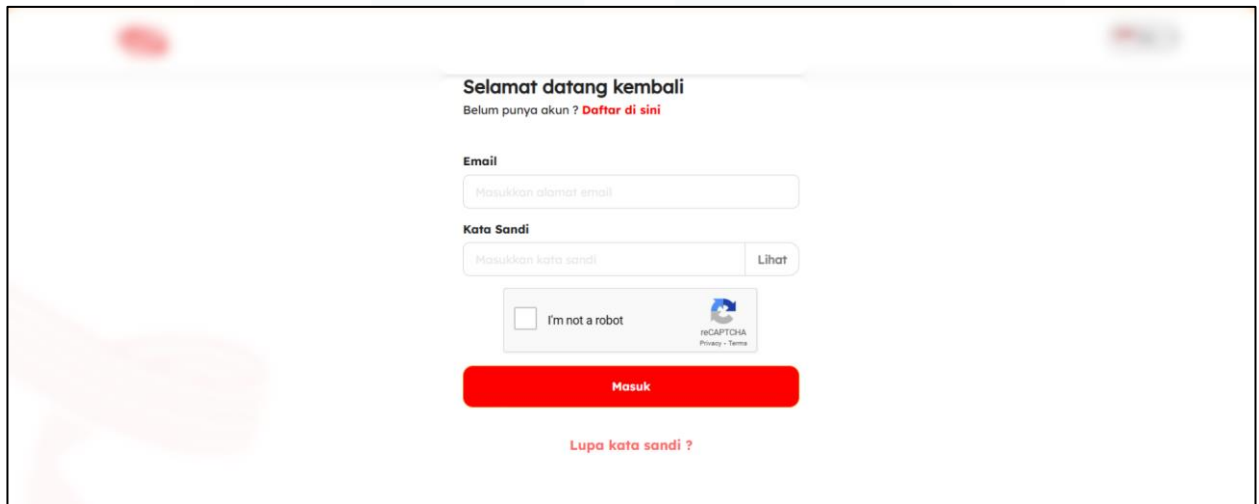 Selamat datang kembali
Belum punya akun ? Daftar di sini
Email
Masukkan alamat email
Kata Sandi
Masukkan kata sandi
Lihat
I'm not a robot
reCAPTCHA
Privacy - Terms
Masuk
Lupa kata sandi ?